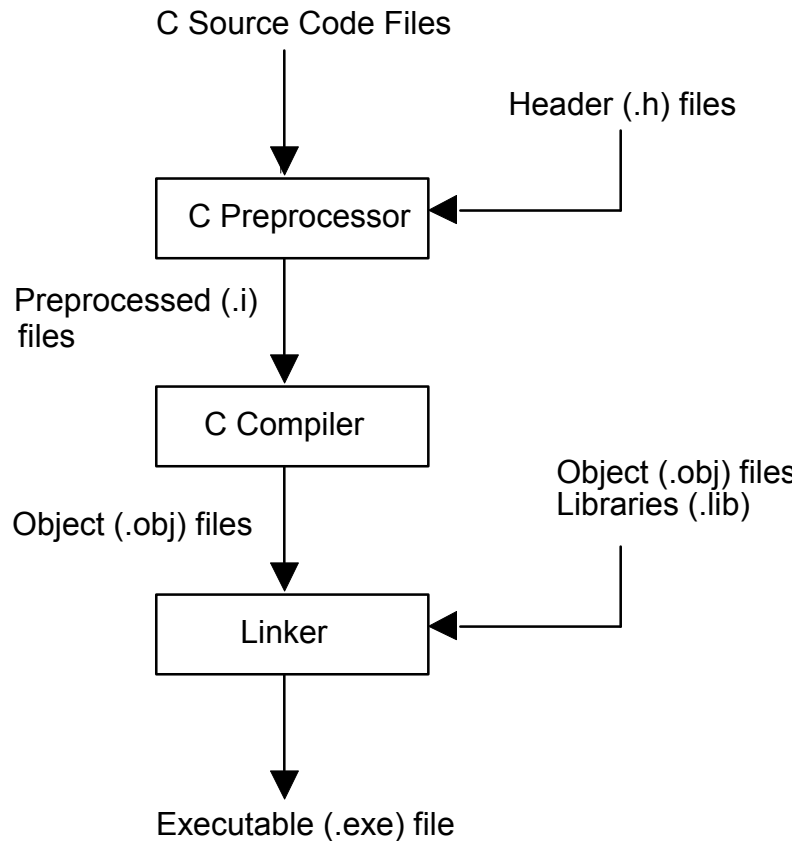 C Source Code Files
Header (.h) files
C Preprocessor
Preprocessed (.i)
files
C Compiler
Object (.obj) files
Libraries (.lib)
Object (.obj) files
Linker
Executable (.exe) file